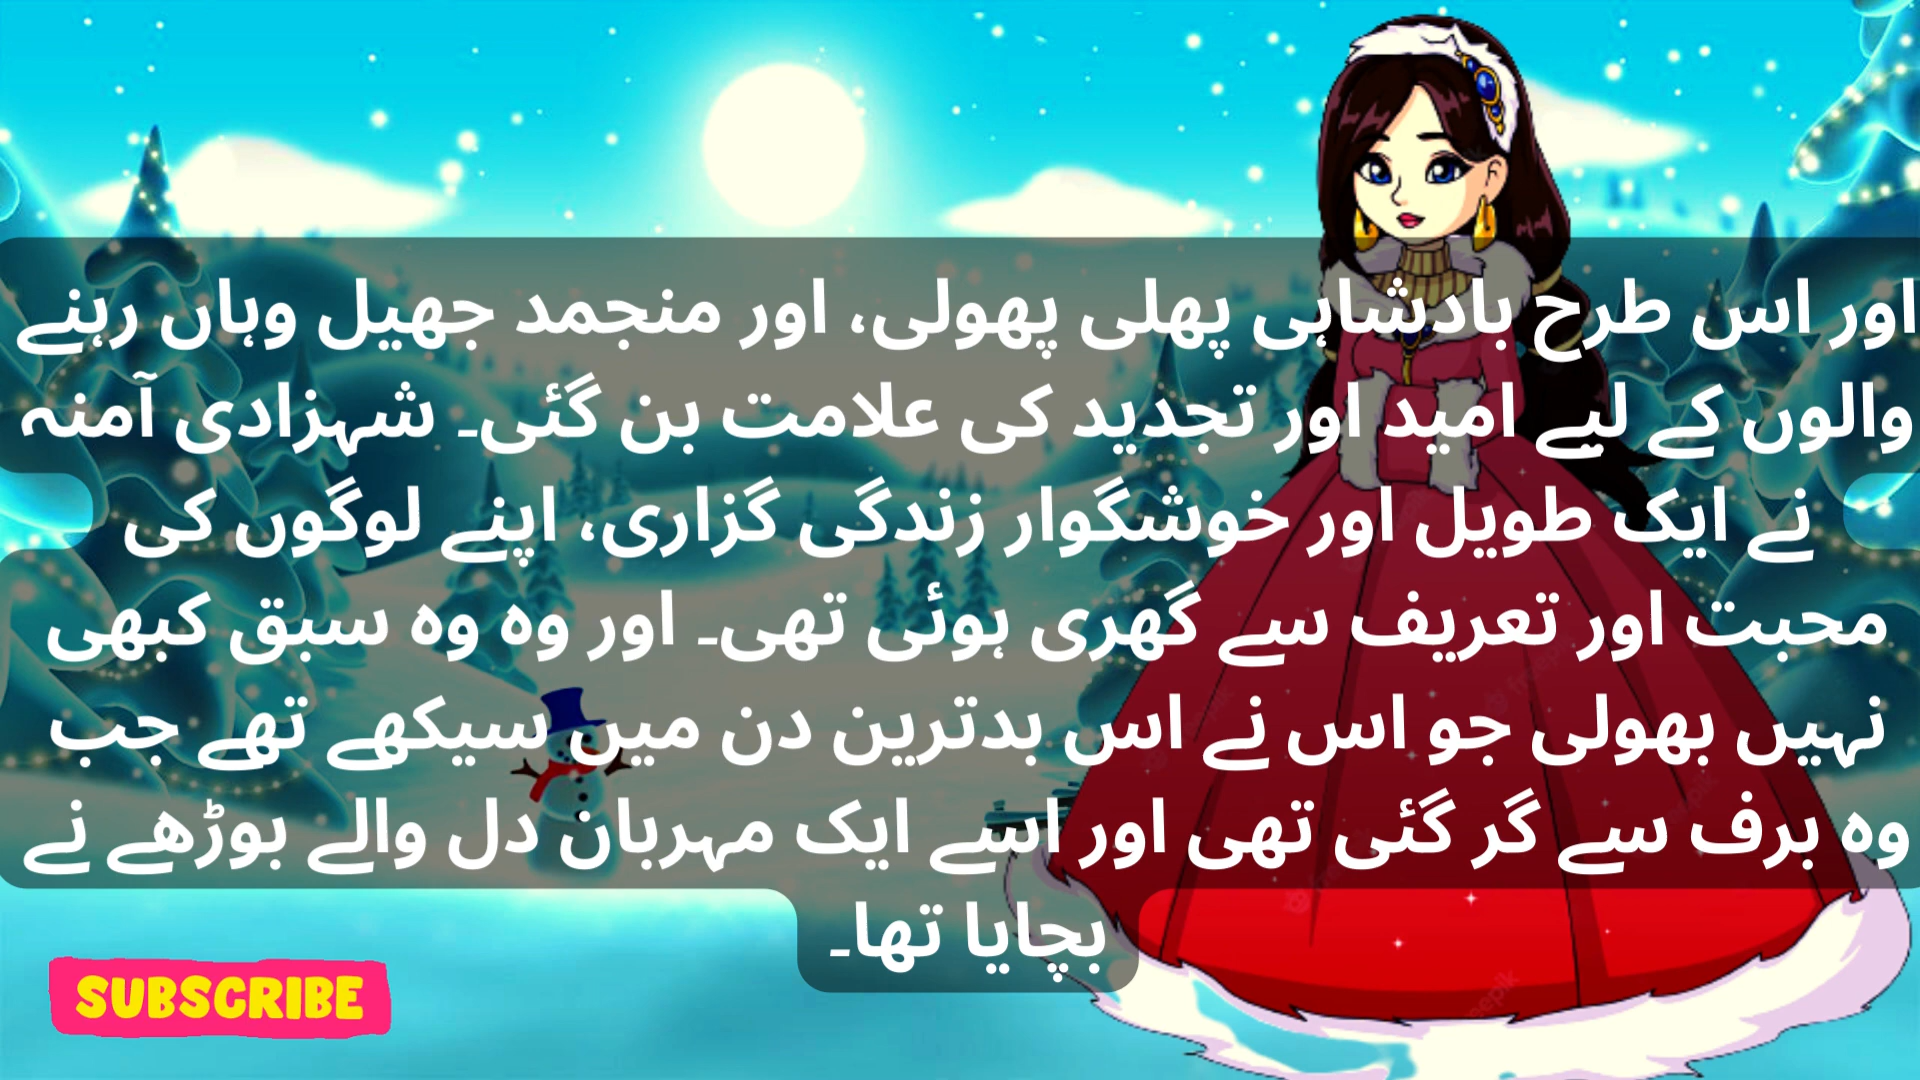 اور اس طرح بادشاہی پھلی پھولی، اور منجمد جھیل وہاں رہنے
والوں کے لیے امید اور تجدید کی علامت بن گئی۔ شہزادی آمنہ
نے ایک طویل اور خوشگوار زندگی گزاری، اپنے لوگوں کی
محبت اور تعریف سے گھری ہوئی تھی۔ اور وہ وہ سبق کبھی
نہیں بھولی جو اس نے اس بدترین دن میں سیکھے تھے جب
وہ برف سے گر گئی تھی اور اسے ایک مہربان دل والے بوڑھے نے
بچایا تھا۔
SUBSCRIBE